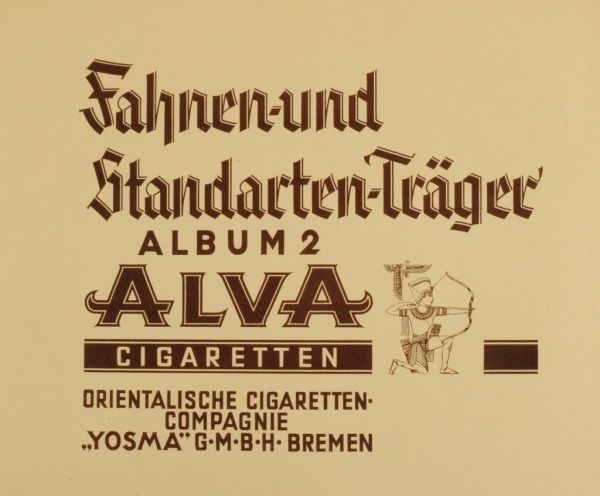 Fahnen-und
Standarten-Träger
ALBUM 2
ALVA
CIGARETTEN
ORIENTALISCHE CIGARETTEN-
COMPAGNIE
„YOSMA" G·M·B·H· BREMEN